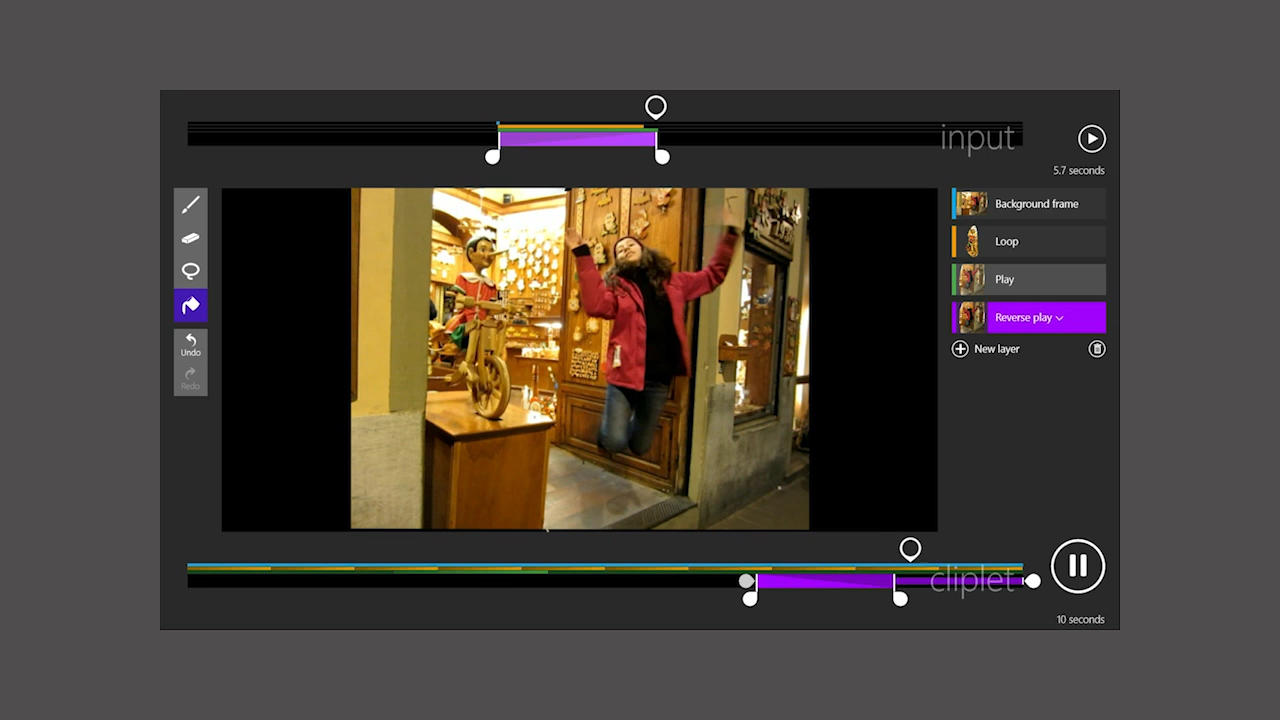 input
5.7 seconds
Background frame
Loop
Play
Reverse play
New layer
Undo
Redo
cliplet
10 seconds